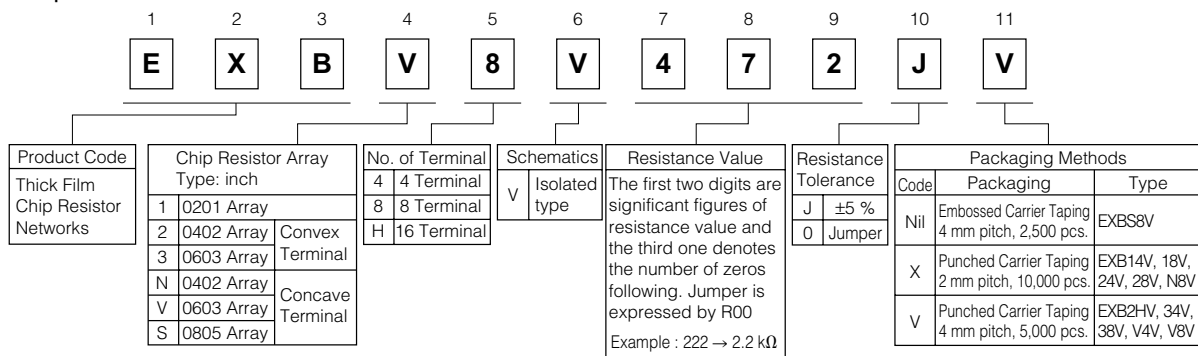 1 2 3 4 5 6 7 8 9 10 11
E X B V 8 V 4 7 2 J V
Product Code
Thick Film
Chip Resistor
Networks
Chip Resistor Array
Type: inch
1 0201 Array
2 0402 Array
3 0603 Array
Convex
Terminal
N 0402 Array
V 0603 Array
S 0805 Array
Concave
Terminal
No. of Terminal
4 4 Terminal
8 8 Terminal
H 16 Terminal
Schematics
V Isolated
type
Resistance Value
The first two digits are
significant figures of
resistance value and
the third one denotes
the number of zeros
following. Jumper is
expressed by R00
Example : 222 → 2.2 kΩ
Resistance
Tolerance
J ±5 %
0 Jumper
Packaging Methods
Code Packaging Type
Nil Embossed Carrier Taping
4 mm pitch, 2,500 pcs.
EXBS8V
X Punched Carrier Taping
2 mm pitch, 10,000 pcs.
EXB14V, 18V,
24V, 28V, N8V
V Punched Carrier Taping
4 mm pitch, 5,000 pcs.
EXB2HV, 34V,
38V, V4V, V8V